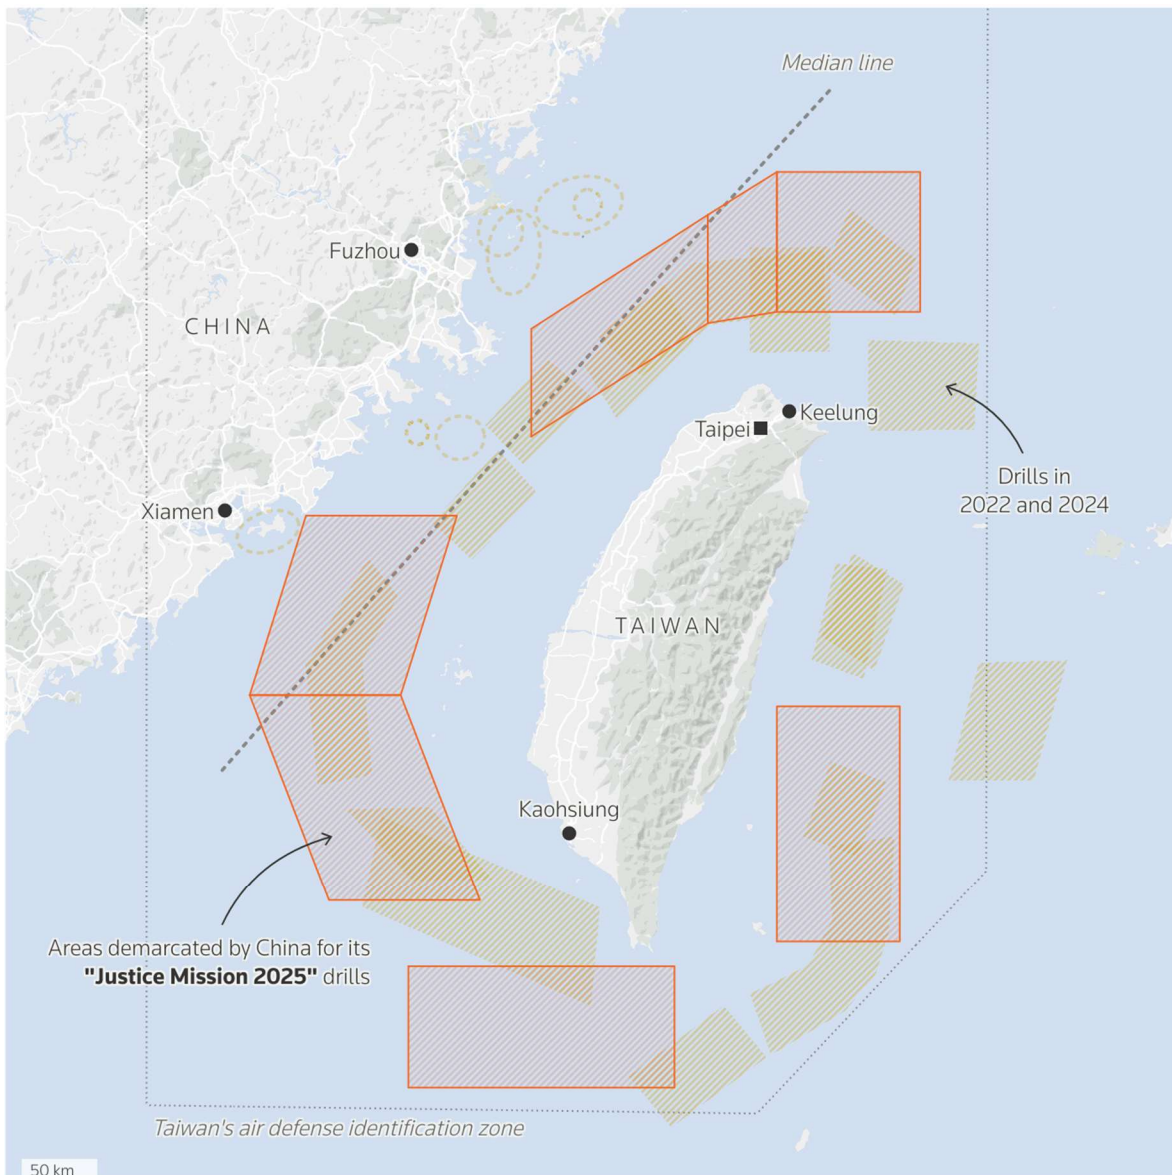 Median line
Fuzhou
CHINA
Keelung
Taipei
Drills in
2022 and 2024
Xiamen
TAIWAN
Kaohsiung
Areas demarcated by China for its
"Justice Mission 2025" drills
Taiwan's air defense identification zone
50 km